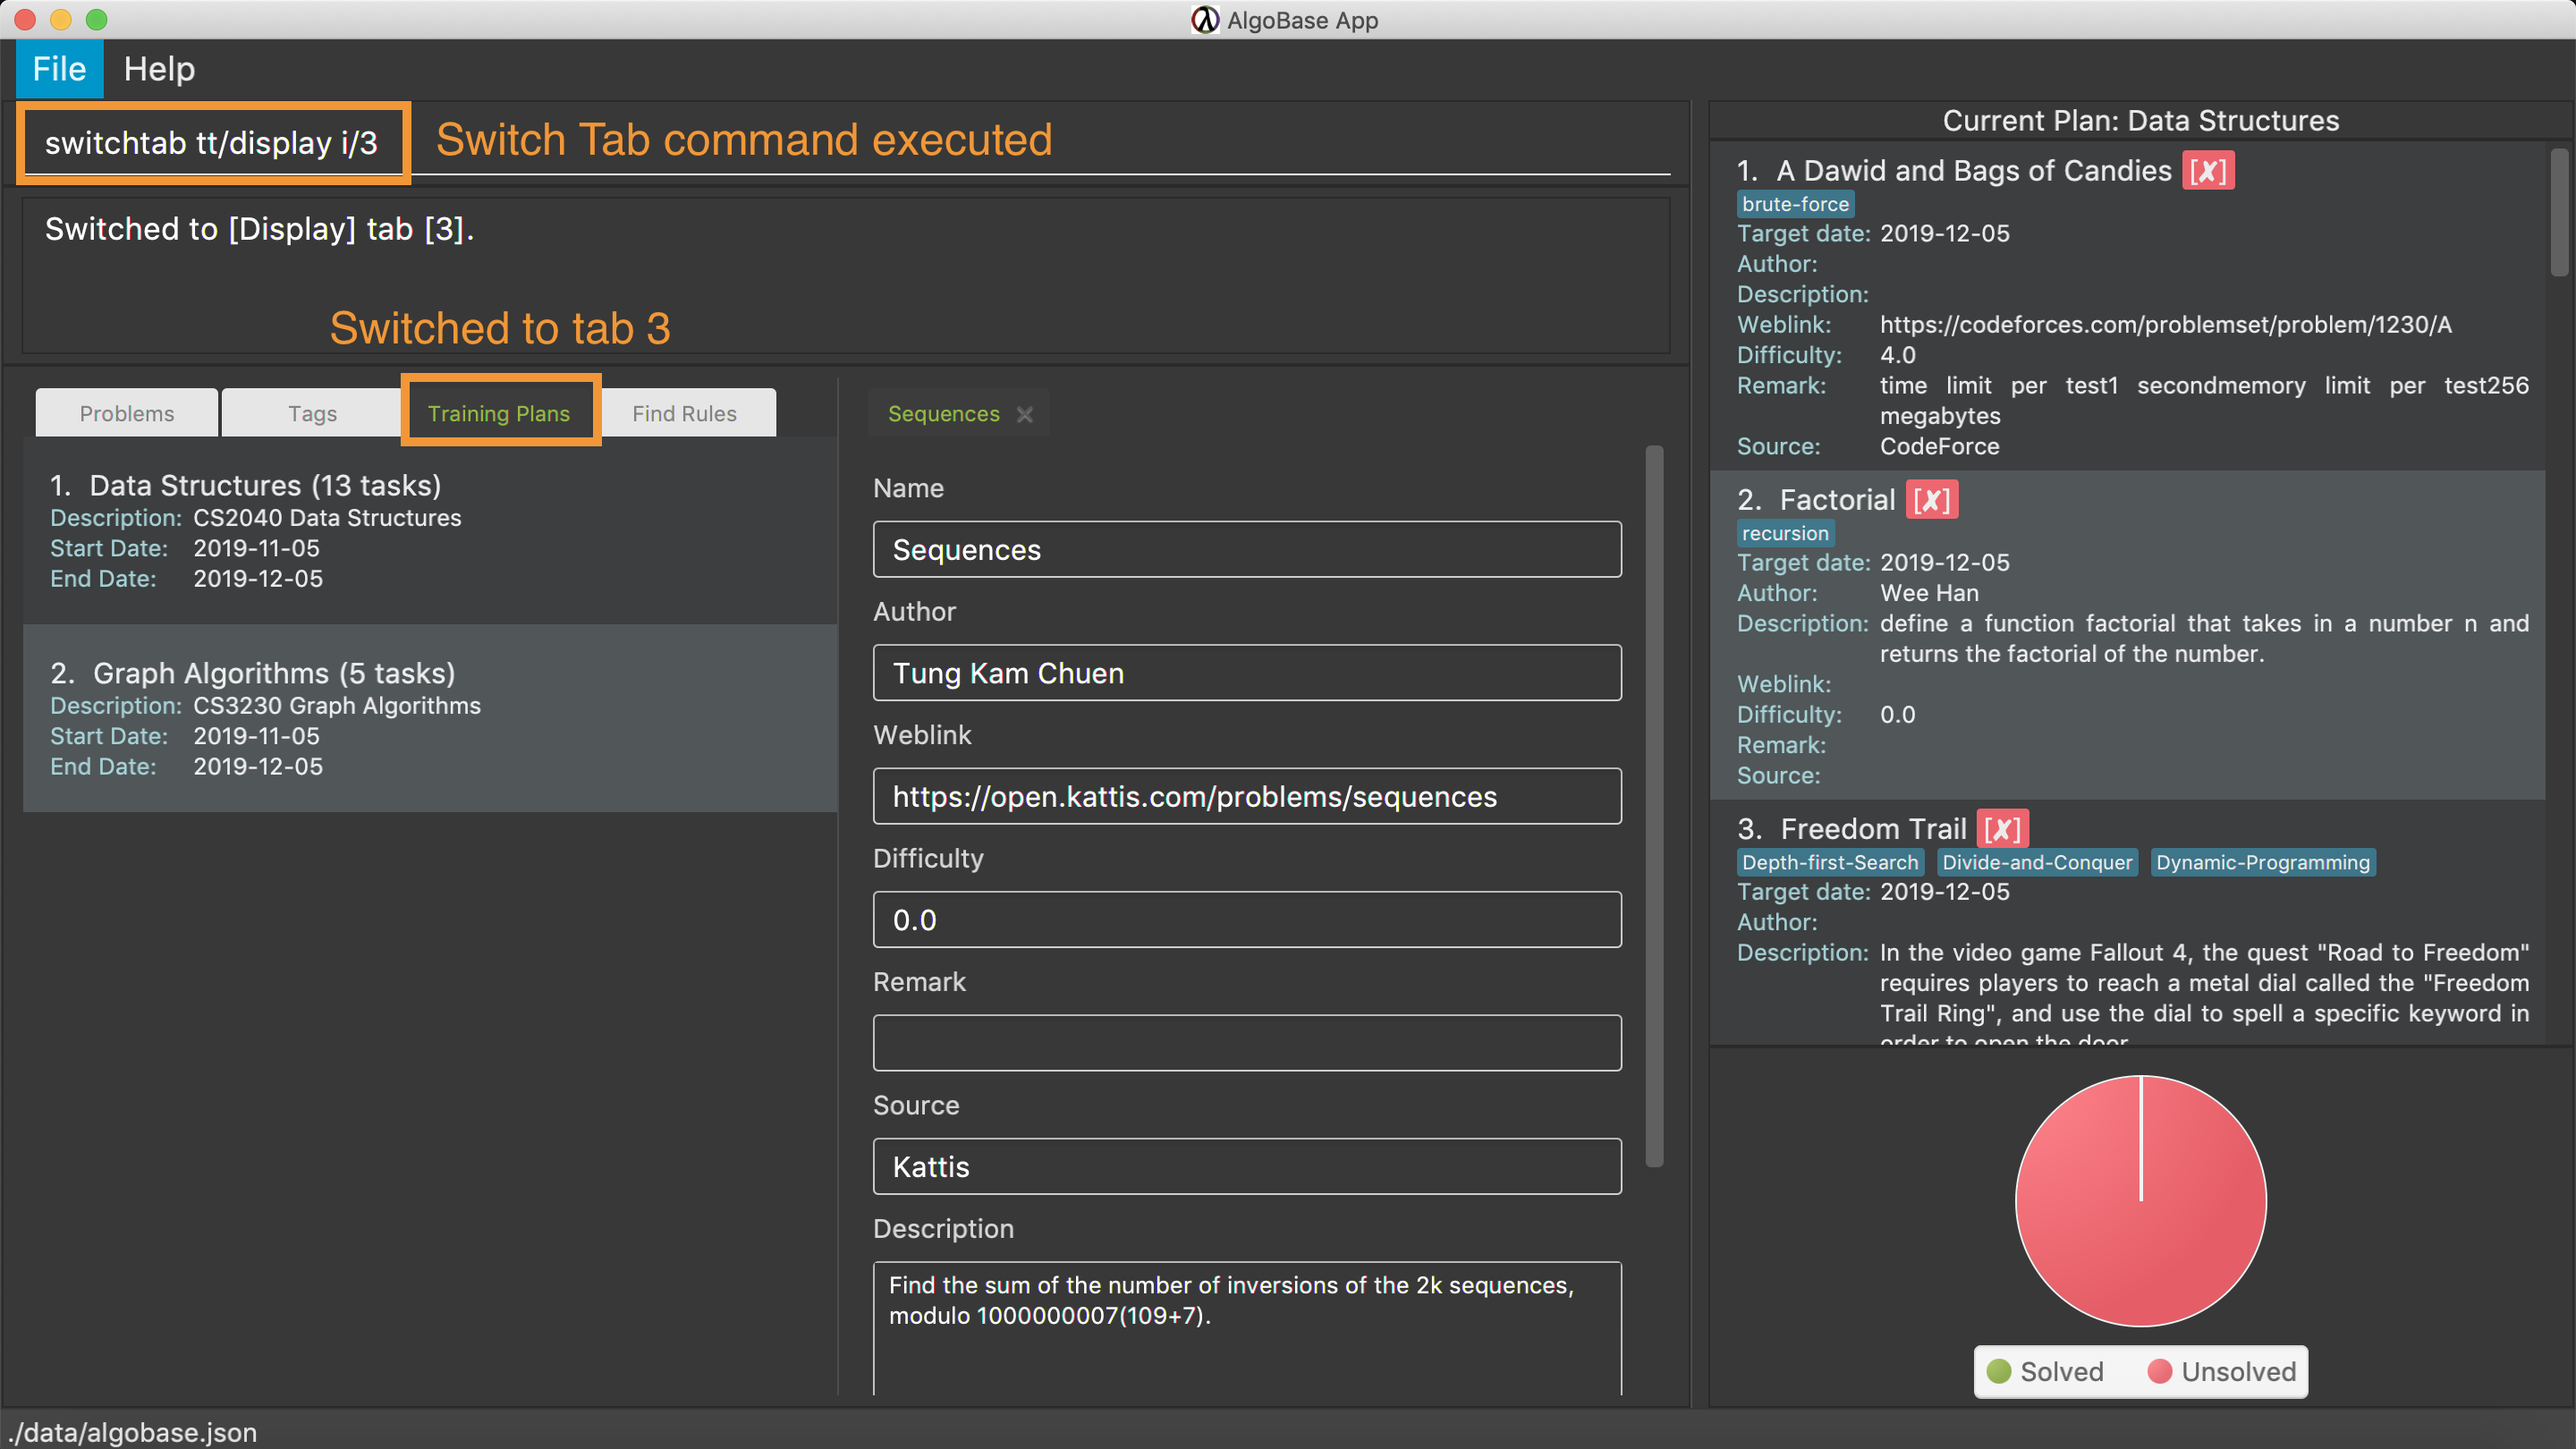 AlgoBase App
File Help
switchtab tt/display i/3
Switch Tab command executed
Switched to [Display] tab [3].
Switched to tab 3
Problems Tags Training Plans Find Rules
1. Data Structures (13 tasks)
Description: CS2040 Data Structures
Start Date: 2019-11-05
End Date: 2019-12-05
2. Graph Algorithms (5 tasks)
Description: CS3230 Graph Algorithms
Start Date: 2019-11-05
End Date: 2019-12-05
Sequences ×
Name
Sequences
Author
Tung Kam Chuen
Weblink
https://open.kattis.com/problems/sequences
Difficulty
0.0
Remark
Source
Kattis
Description
Find the sum of the number of inversions of the 2k sequences,
modulo 1000000007(109+7).
Current Plan: Data Structures
1. A Dawid and Bags of Candies [✘]
brute-force
Target date: 2019-12-05
Author:
Description:
Weblink: https://codeforces.com/problemset/problem/1230/A
Difficulty: 4.0
Remark: time limit per test1 secondmemory limit per test256
megabytes
Source: CodeForce
2. Factorial [✘]
recursion
Target date: 2019-12-05
Author: Wee Han
Description: define a function factorial that takes in a number n and
returns the factorial of the number.
Weblink:
Difficulty: 0.0
Remark:
Source:
3. Freedom Trail [✘]
Depth-first-Search Divide-and-Conquer Dynamic-Programming
Target date: 2019-12-05
Author:
Description: In the video game Fallout 4, the quest "Road to Freedom"
requires players to reach a metal dial called the "Freedom
Trail Ring", and use the dial to spell a specific keyword in
order to open the door
Solved Unsolved
./data/algobase.json